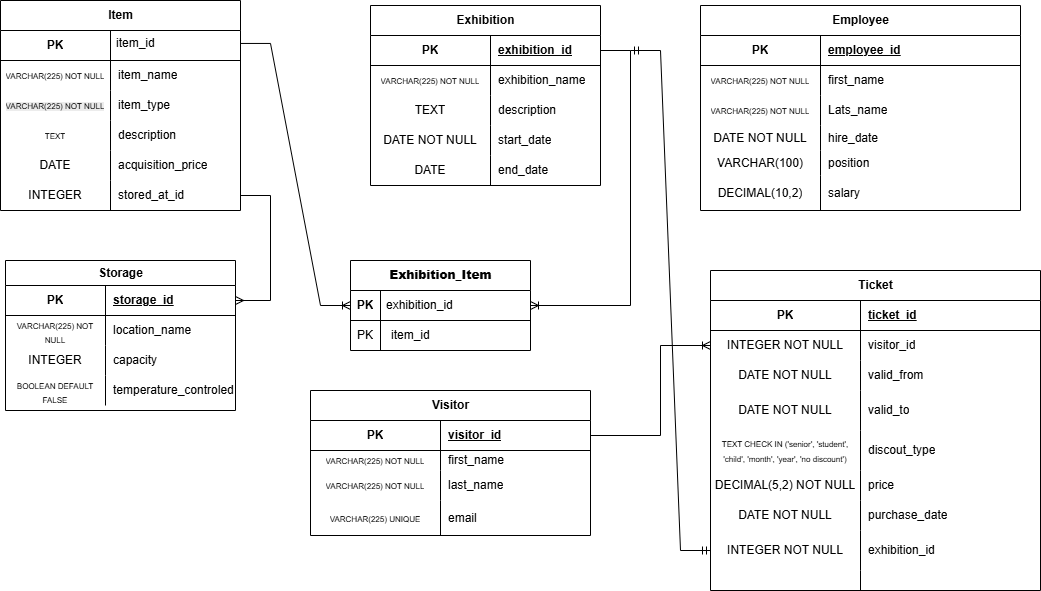 Item
PK item_id
VARCHAR(225) NOT NULL item_name
VARCHAR(225) NOT NULL item_type
TEXT description
DATE acquisition_price
INTEGER stored_at_id
Exhibition
PK exhibition_id
VARCHAR(225) NOT NULL exhibition_name
TEXT description
DATE NOT NULL start_date
DATE end_date
Employee
PK employee_id
VARCHAR(225) NOT NULL first_name
VARCHAR(225) NOT NULL Lats_name
DATE NOT NULL hire_date
VARCHAR(100) position
DECIMAL(10,2) salary
Storage
PK storage_id
VARCHAR(225) NOT
NULL
location_name
INTEGER capacity
BOOLEAN DEFAULT
FALSE
temperature_controled
Exhibition_Item
PK exhibition_id
PK item_id
Visitor
PK visitor_id
VARCHAR(225) NOT NULL first_name
VARCHAR(225) NOT NULL last_name
VARCHAR(225) UNIQUE email
Ticket
PK ticket_id
INTEGER NOT NULL visitor_id
DATE NOT NULL valid_from
DATE NOT NULL valid_to
TEXT CHECK IN ('senior', 'student',
'child', 'month', 'year', 'no discount')
discout_type
DECIMAL(5,2) NOT NULL price
DATE NOT NULL purchase_date
INTEGER NOT NULL exhibition_id